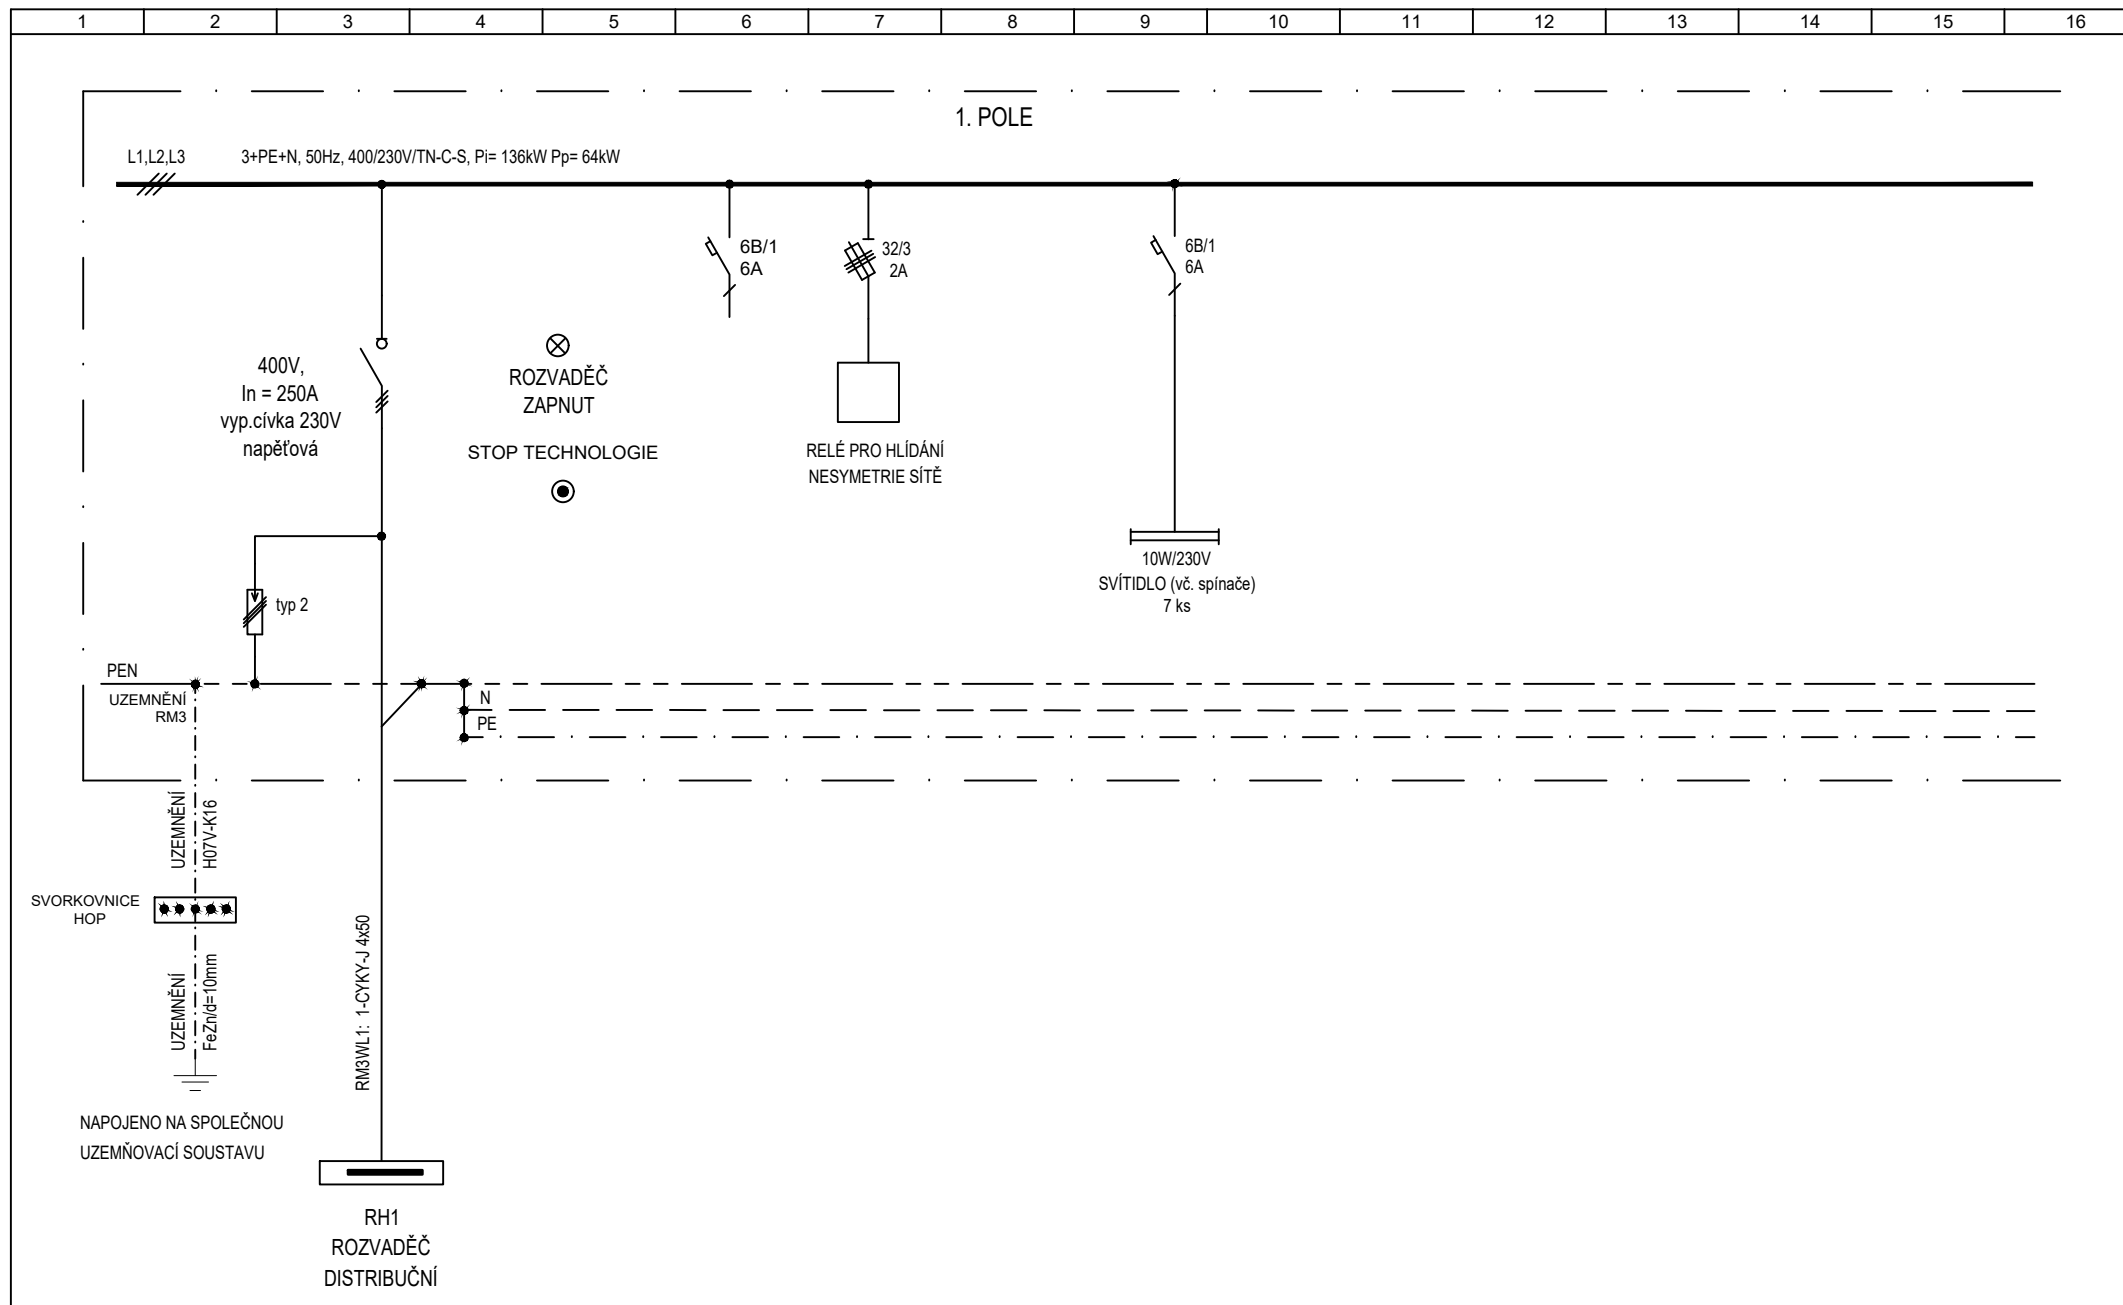 1 2 3 4 5 6 7 8 9 10 11 12 13 14 15 16
1. POLE
L1,L2,L3
3+PE+N, 50Hz, 400/230V/TN-C-S, Pi= 136kW Pp= 64kW
6B/1
6A
32/3
2A
6B/1
6A
400V,
In = 250A
vyp.cívka 230V
napěťová
ROZVADĚČ
ZAPNUT
STOP TECHNOLOGIE
RELÉ PRO HLÍDÁNÍ
NESYMETRIE SÍTĚ
10W/230V
SVÍTIDLO (vč. spínače)
7 ks
typ 2
PEN
UZEMNĚNÍ
RM3
N
PE
UZEMNĚNÍ
H07V-K16
SVORKOVNICE
HOP
UZEMNĚNÍ
FeZn/d=10mm
RM3WL1: 1-CYKY-J 4x50
NAPOJENO NA SPOLEČNOU
UZEMŇOVACÍ SOUSTAVU
RH1
ROZVADĚČ
DISTRIBUČNÍ